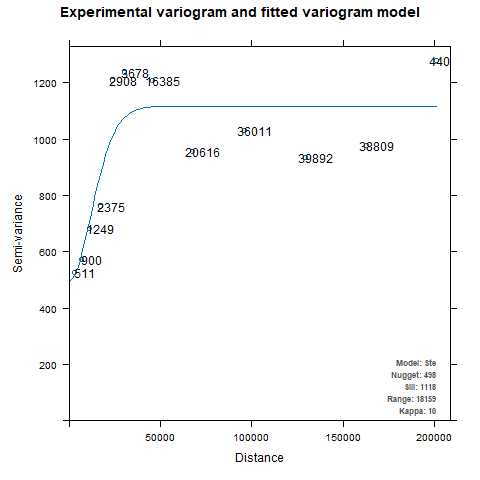 Experimental variogram and fitted variogram model
Semi-variance
1200
1000
800
600
400
200
511
900
1249
2375
2908
3678
16385
20616
36011
39892
38809
440
Model: Ste
Nugget: 498
Sill: 1118
Range: 18159
Kappa: 10
50000
100000
150000
200000
Distance